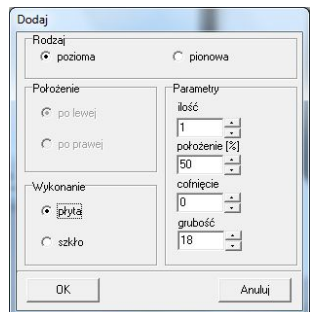 Dodaj
Rodzaj
pozioma
pionowa
Położenie
po lewej
po prawej
Wykonanie
płyta
szkło
Parametry
ilość
1
położenie [%]
50
cofnięcie
0
grubość
18
OK
Anuluj